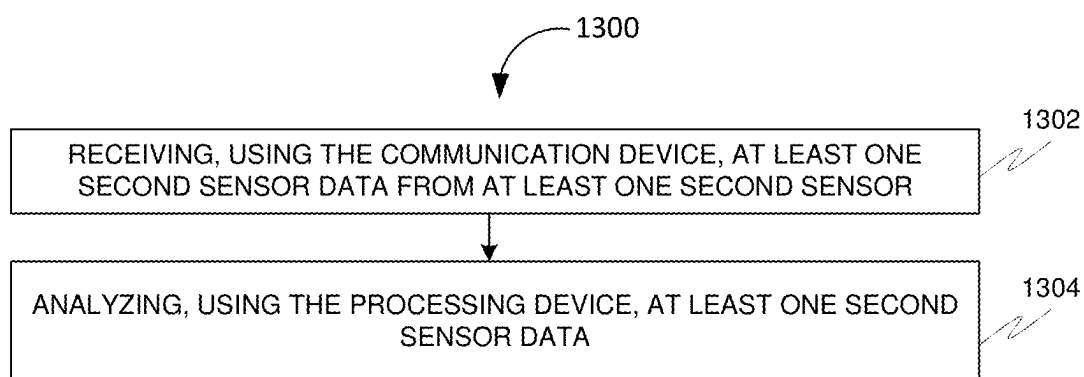 1300
1302
RECEIVING, USING THE COMMUNICATION DEVICE, AT LEAST ONE
SECOND SENSOR DATA FROM AT LEAST ONE SECOND SENSOR
1304
ANALYZING, USING THE PROCESSING DEVICE, AT LEAST ONE SECOND
SENSOR DATA